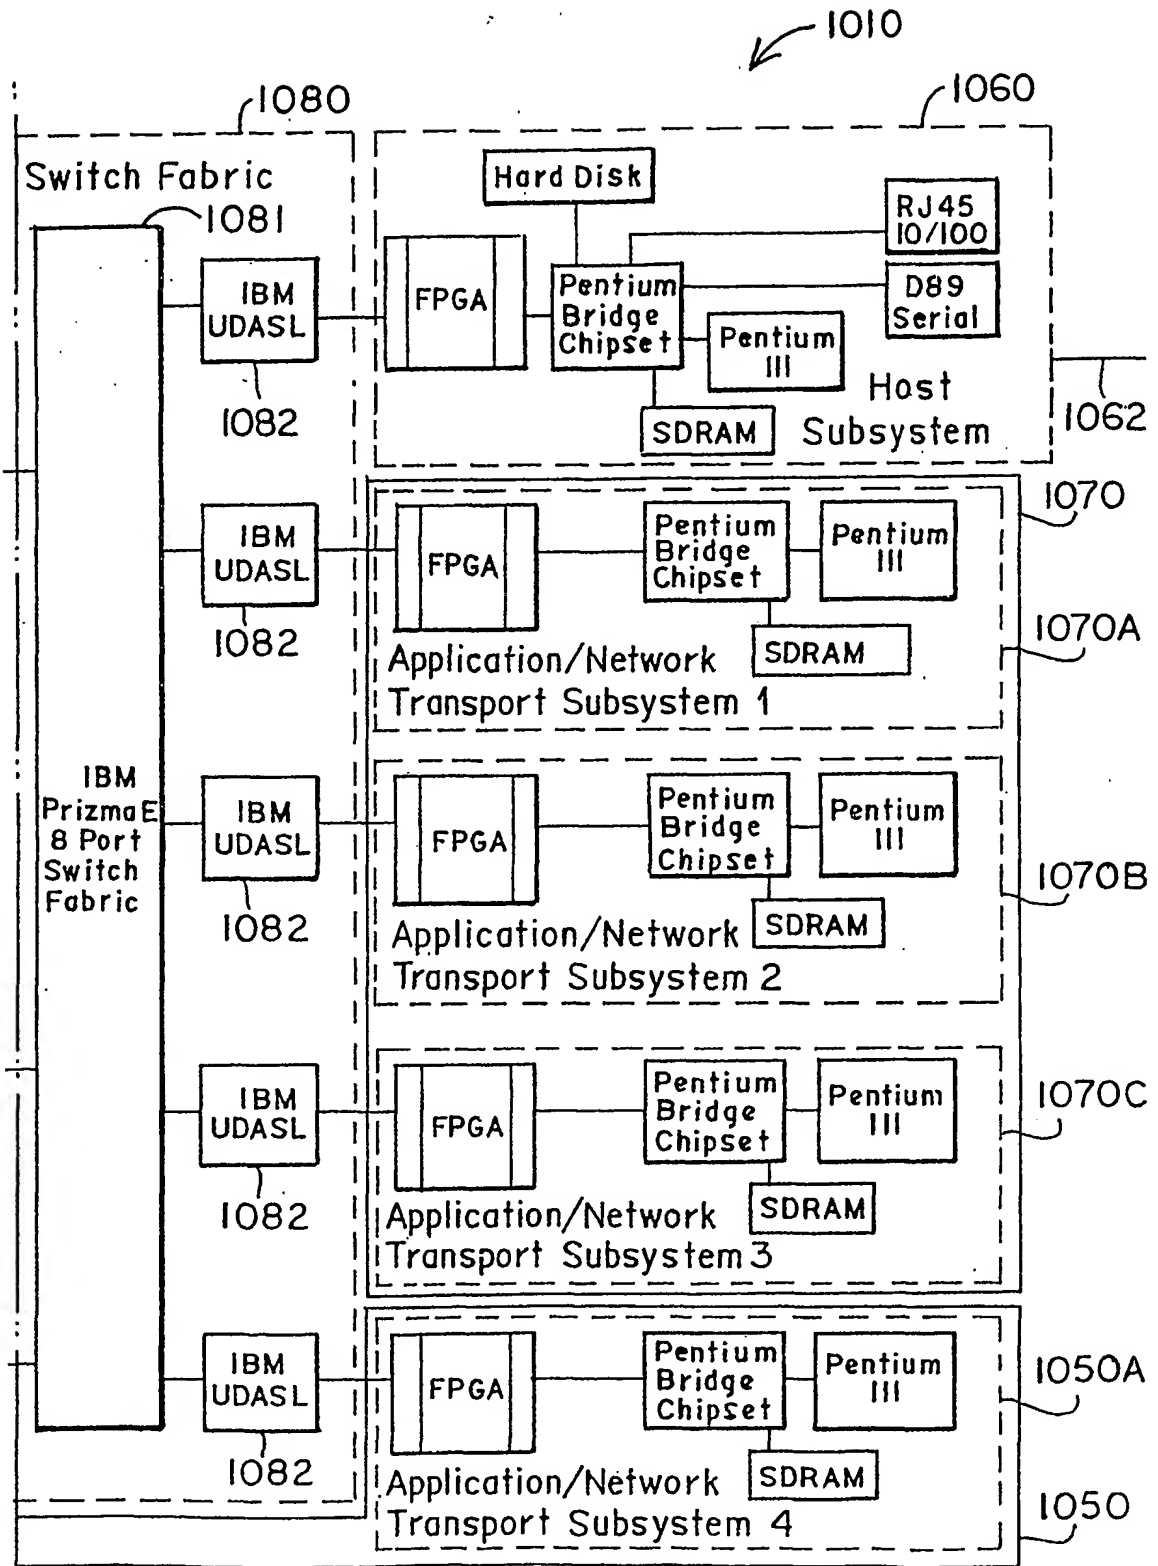 1010
1080
1060
Switch Fabric
1081
Hard Disk
RJ45
10/100
FPGA
Pentium
Bridge
Chipset
D89
Serial
Pentium
III
SDRAM
Host
Subsystem
1062
IBM
UDASL
1082
1070
IBM
UDASL
1082
FPGA
Pentium
Bridge
Chipset
Pentium
III
SDRAM
1070A
Application/Network
Transport Subsystem 1
IBM
PrizmaE
8 Port
Switch
Fabric
IBM
UDASL
1082
FPGA
Pentium
Bridge
Chipset
Pentium
III
SDRAM
1070B
Application/Network
Transport Subsystem 2
IBM
UDASL
1082
FPGA
Pentium
Bridge
Chipset
Pentium
III
SDRAM
1070C
Application/Network
Transport Subsystem 3
IBM
UDASL
1082
FPGA
Pentium
Bridge
Chipset
Pentium
III
SDRAM
1050A
Application/Network
Transport Subsystem 4
1050